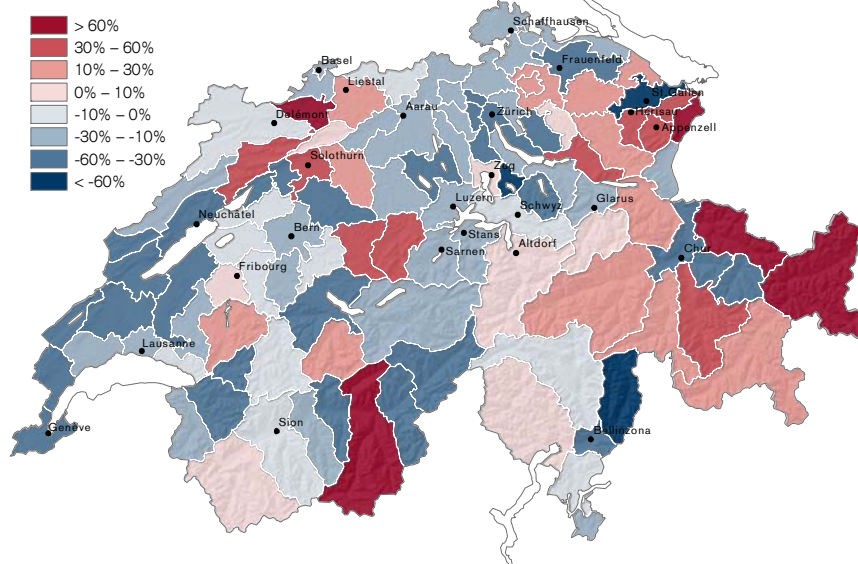 > 60%
30% – 60%
10% – 30%
0% – 10%
-10% – 0%
-30% – -10%
-60% – -30%
< -60%
Schaffhausen
Basel
Frauenfeld
Liestal
St.Gallen
Delémont
Aarau
Zürich
Herisau
Appenzell
Solothurn
Zug
Luzern
Glarus
Neuchâtel
Schwyz
Bern
Stans
Sarnen
Altdorf
Chur
Fribourg
Lausanne
Sion
Genève
Bellinzona